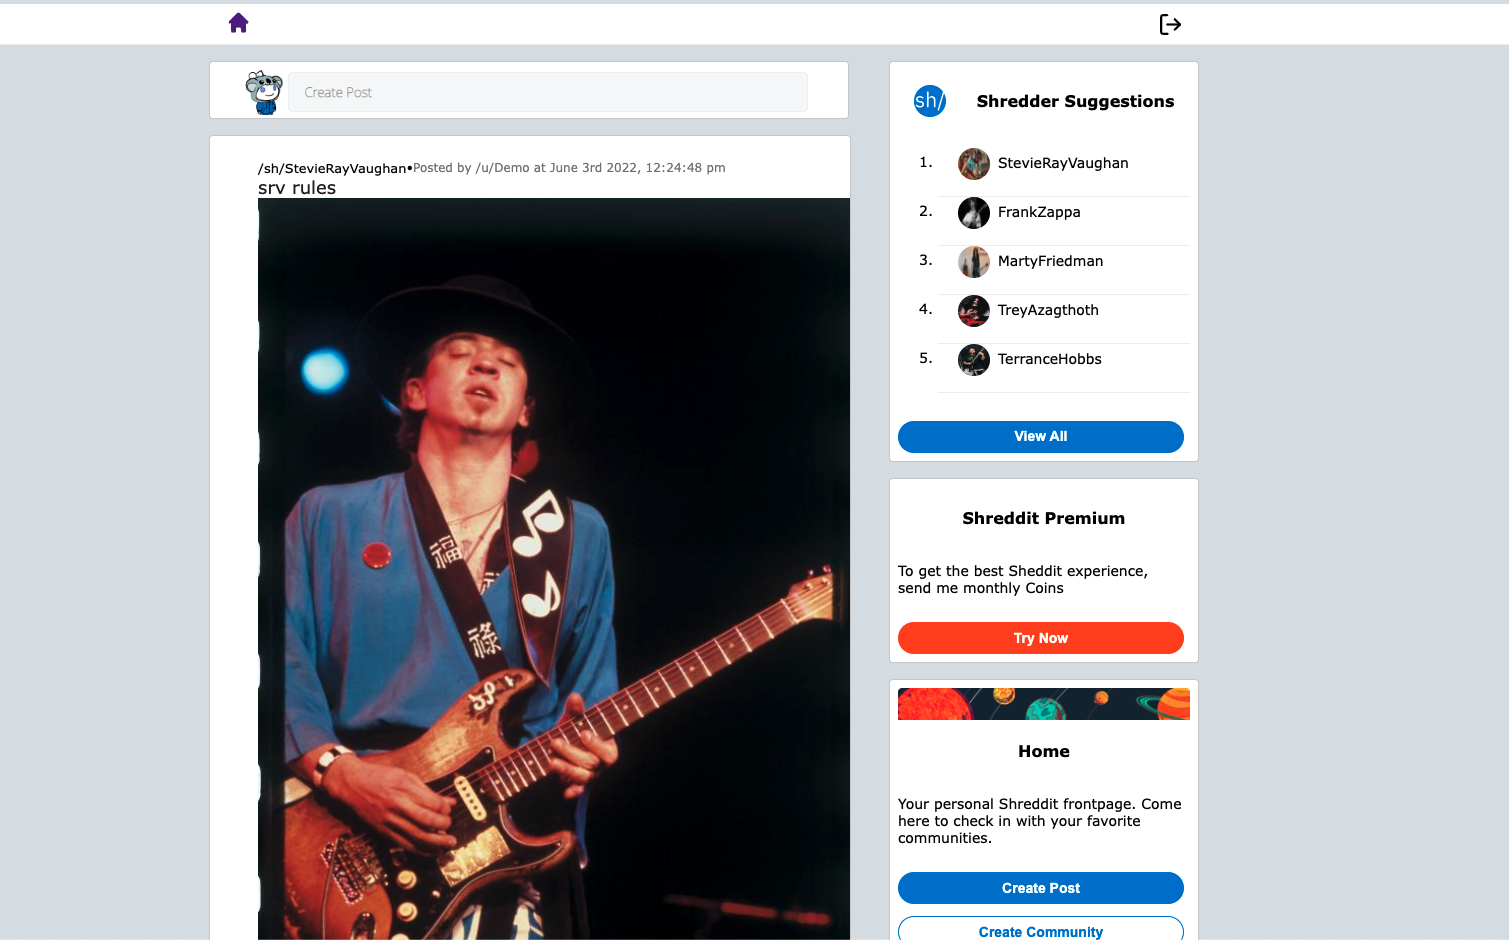 Create Post
/sh/StevieRayVaughan•Posted by /u/Demo at June 3rd 2022, 12:24:48 pm
srv rules
福
祿
sh/
Shredder Suggestions
1. StevieRayVaughan
2. FrankZappa
3. MartyFriedman
4. TreyAzagthoth
5. TerranceHobbs
View All
Shreddit Premium
To get the best Sheddit experience,
send me monthly Coins
Try Now
Home
Your personal Shreddit frontpage. Come
here to check in with your favorite
communities.
Create Post
Create Community